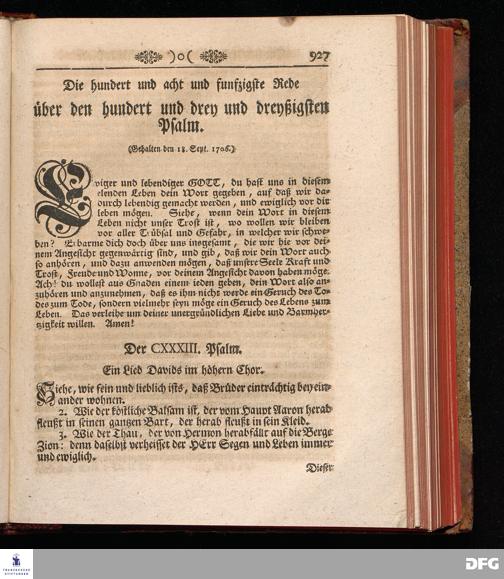 )o( 927
Die hundert und acht und funfzigste Rede
über den hundert und drey und dreyßigsten
Psalm.
(Gehalten den 18. Sept. 1706.)
Ewiger und lebendiger GOTT, du hast uns in diesem
elenden Leben dein Wort gegeben, auf daß wir da-
durch lebendig gemacht werden, und ewiglich vor dir
leben mögen. Siehe, wenn dein Wort in diesem
Leben nicht unser Trost ist, wo wollen wir bleiben
vor aller Trübsal und Gefahr, in welcher wir schwe-
ben? Erbarme dich doch über uns insgesamt, die wir hie vor dei-
nem Angesicht gegenwärtig sind, und gib, daß wir dein Wort auch
so anhören, und dazu anwenden mögen, daß unsere Seele Kraft und
Trost, Freude und Wonne, vor deinem Angesicht davon haben möge.
Ach! du wollest aus Gnaden einem ieden geben, dein Wort also an-
zuhören und anzunehmen, daß es ihm nicht werde ein Geruch des To-
des zum Tode, sondern vielmehr seyn möge ein Geruch des Lebens zum
Leben. Das verleihe um deiner unergründlichen Liebe und Barmher-
tzigkeit willen. Amen!
Der CXXXIII. Psalm.
Ein Lied Davids im höhern Chor.
Siehe, wie fein und lieblich ists, daß Brüder einträchtig bey ein-
ander wohnen.
2. Wie der köstliche Balsam ist, der vom Haupt Aaron herab
fleußt in seinen gantzen Bart, der herab fleußt in sein Kleid.
3. Wie der Thau, der von Hermon herabfällt auf die Berge
Zion: denn daselbst verheisset der HErr Segen und Leben immer
und ewiglich.
Dieser
FRANCKESCHE
STIFTUNGEN
DFG